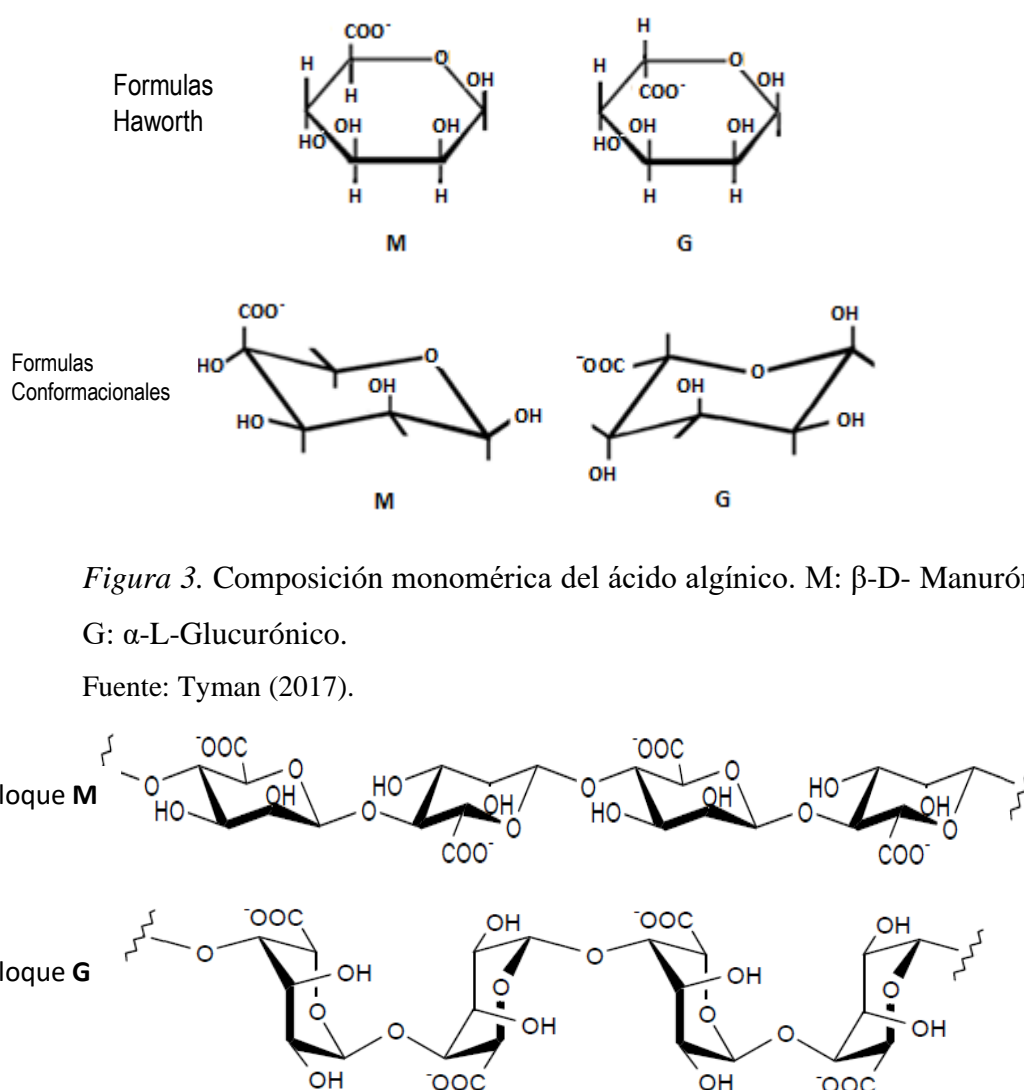 Formulas
Haworth
COO⁻
H
O
OH
H
OH
OH
HO
H
H
M
H
H
O
OH
COO⁻
OH
OH
HO
H
H
G
Formulas
Conformacionales
COO⁻
HO
O
OH
HO
OH
M
OH
⁻OOC
O
OH
OH
OH
G
Figura 3. Composición monomérica del ácido algínico. M: β-D- Manurón
G: α-L-Glucurónico.
Fuente: Tyman (2017).
loque M
⁻OOC
O
O
HO
OH
O
HO
OH
O
COO⁻
O
⁻OOC
O
HO
OH
O
HO
OH
O
COO⁻
loque G
⁻OOC
O
OH
O
OH
O
OH
O
OH
⁻OOC
O
⁻OOC
OH
O
OH
O
OH
O
OH
⁻OOC